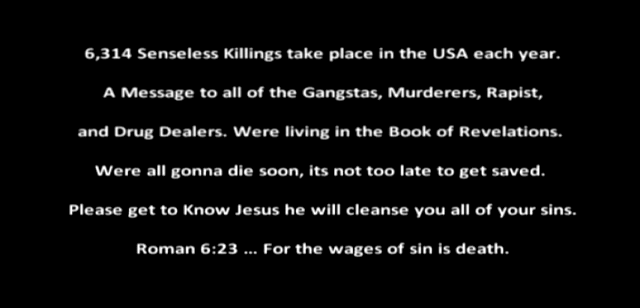 6,314 Senseless Killings take place in the USA each year.
A Message to all of the Gangstas, Murderers, Rapist,
and Drug Dealers. Were living in the Book of Revelations.
Were all gonna die soon, its not too late to get saved.
Please get to Know Jesus he will cleanse you all of your sins.
Roman 6:23 ... For the wages of sin is death.